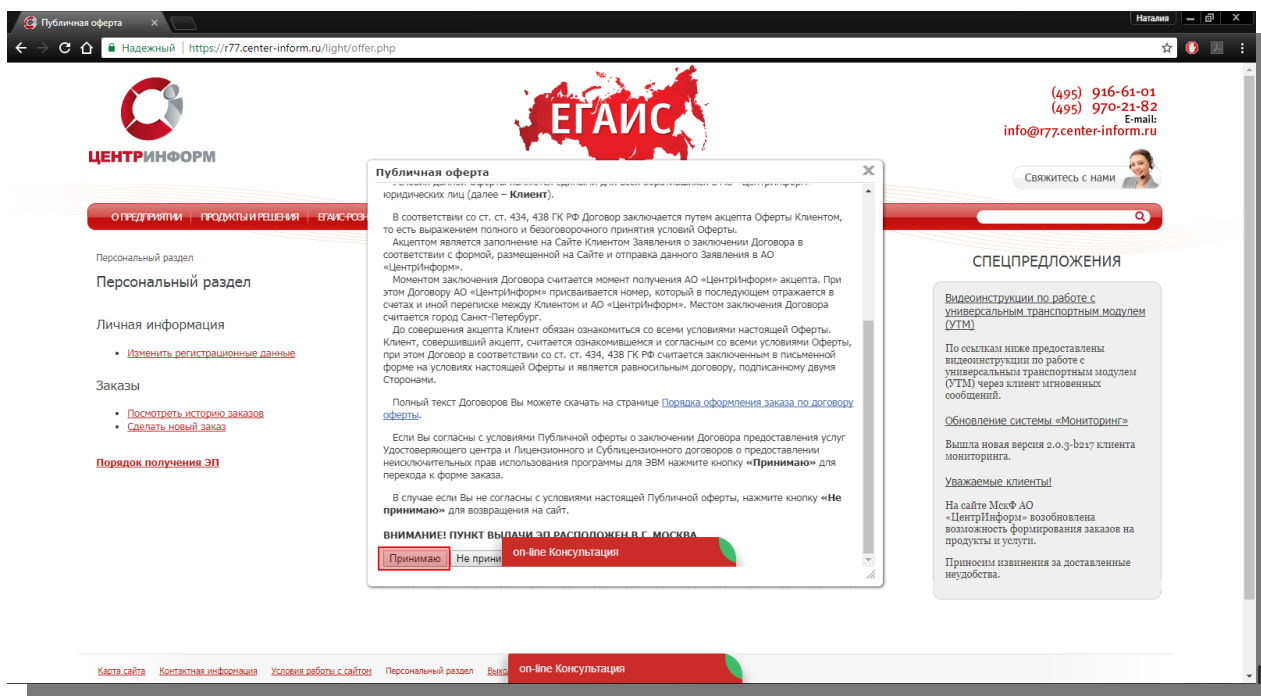 Публичная оферта
Наталия
Надежный | https://r77.center-inform.ru/light/offer.php
ЦЕНТРИНФОРМ
ЕГАИС
(495) 916-61-01
(495) 970-21-82
E-mail:
info@r77.center-inform.ru
Свяжитесь с нами
О ПРЕДПРИЯТИИ
ПРОДУКТЫ И РЕШЕНИЯ
Персональный раздел
Персональный раздел
Личная информация
Изменить регистрационные данные
Заказы
Посмотреть историю заказов
Сделать новый заказ
Порядок получения ЭП
Публичная оферта
юридических лиц (далее – Клиент).
В соответствии со ст. ст. 434, 438 ГК РФ Договор заключается путем акцепта Оферты Клиентом,
то есть выражением полного и безоговорочного принятия условий Оферты.
Акцептом является заполнение на Сайте Клиентом Заявления о заключении Договора в
соответствии с формой, размещенной на Сайте и отправка данного Заявления в АО
«ЦентрИнформ».
Моментом заключения Договора считается момент получения АО «ЦентрИнформ» акцепта. При
этом Договору АО «ЦентрИнформ» присваивается номер, который в последующем отражается в
счетах и иной переписке между Клиентом и АО «ЦентрИнформ». Местом заключения Договора
считается город Санкт-Петербург.
До совершения акцепта Клиент обязан ознакомиться со всеми условиями настоящей Оферты.
Клиент, совершивший акцепт, считается ознакомившемся и согласным со всеми условиями Оферты,
при этом Договор в соответствии со ст. ст. 434, 438 ГК РФ считается заключенным в письменной
форме на условиях настоящей Оферты и является равносильным договору, подписанному двумя
Сторонами.
Полный текст Договоров Вы можете скачать на странице Порядка оформления заказа по договору
оферты.
Если Вы согласны с условиями Публичной оферты о заключении Договора предоставления услуг
Удостоверяющего центра и Лицензионного и Сублицензионного договоров о предоставлении
неисключительных прав использования программы для ЭВМ нажмите кнопку «Принимаю» для
перехода к форме заказа.
В случае если Вы не согласны с условиями настоящей Публичной оферты, нажмите кнопку «Не
принимаю» для возвращения на сайт.
ВНИМАНИЕ! ПУНКТ ВЫДАЧИ ЭП РАСПОЛОЖЕН В Г. МОСКВА
Принимаю
Не прини
on-line Консультация
СПЕЦПРЕДЛОЖЕНИЯ
Видеоинструкции по работе с
универсальным транспортным модулем
(УТМ)
По ссылкам ниже предоставлены
видеоинструкции по работе с
универсальным транспортным модулем
(УТМ) через клиент мгновенных
сообщений.
Обновление системы «Мониторинг»
Вышла новая версия 2.0.3-b217 клиента
мониторинга.
Уважаемые клиенты!
На сайте МскФ АО
«ЦентрИнформ» возобновлена
возможность формирования заказов на
продукты и услуги.
Приносим извинения за доставленные
неудобства.
Карта сайта
Контактная информация
Условия работы с сайтом
Персональный раздел
on-line Консультация